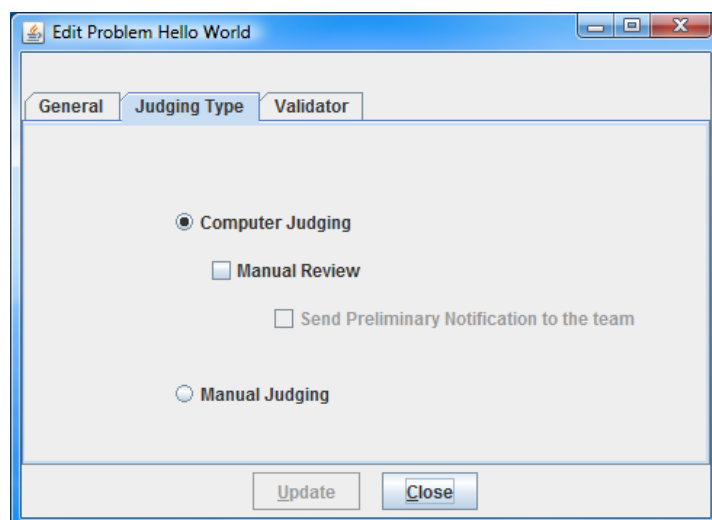 Edit Problem Hello World
General Judging Type Validator
Computer Judging
Manual Review
Send Preliminary Notification to the team
Manual Judging
Update Close